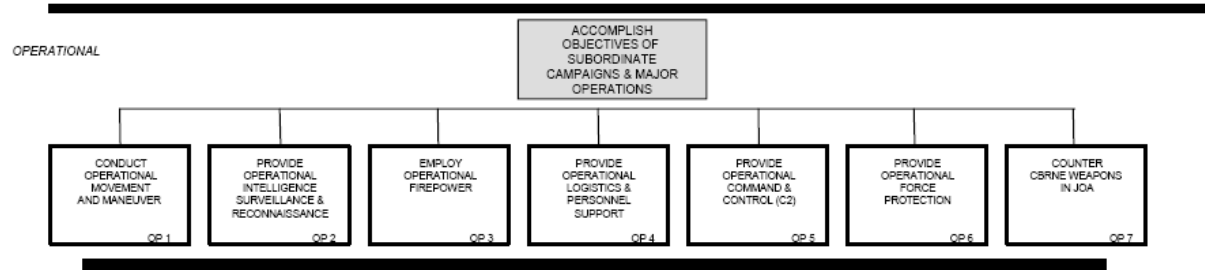 OPERATIONAL
ACCOMPLISH
OBJECTIVES OF
SUBORDINATE
CAMPAIGNS & MAJOR
OPERATIONS
CONDUCT
OPERATIONAL
MOVEMENT
AND MANEUVER
OP 1
PROVIDE
OPERATIONAL
INTELLIGENCE
SURVEILLANCE &
RECONNAISSANCE
OP 2
EMPLOY
OPERATIONAL
FIREPOWER
OP 3
PROVIDE
OPERATIONAL
LOGISTICS &
PERSONNEL
SUPPORT
OP 4
PROVIDE
OPERATIONAL
COMMAND &
CONTROL (C2)
OP 5
PROVIDE
OPERATIONAL
FORCE
PROTECTION
OP 6
COUNTER
CBRNE WEAPONS
IN JOA
OP 7